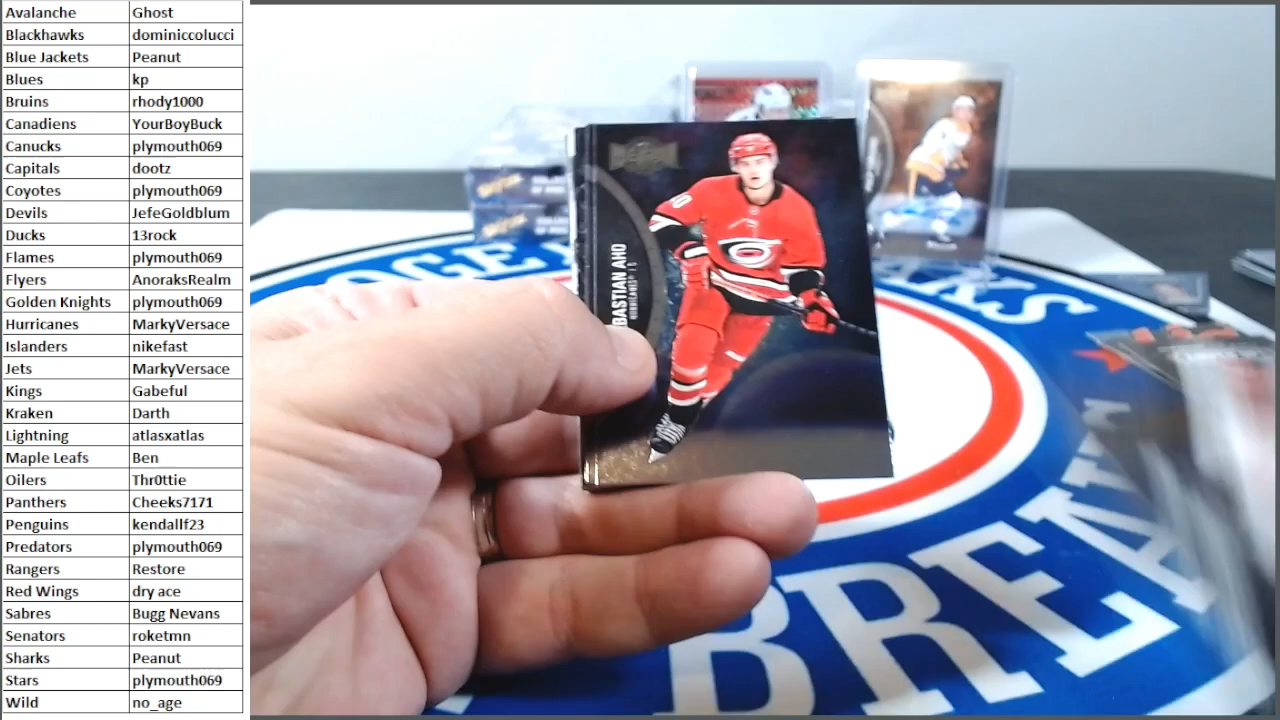 Avalanche Ghost
Blackhawks dominiccolucci
Blue Jackets Peanut
Blues kp
Bruins rhody1000
Canadiens YourBoyBuck
Canucks plymouth069
Capitals dootz
Coyotes plymouth069
Devils JefeGoldblum
Ducks 13rock
Flames plymouth069
Flyers AnoraksRealm
Golden Knights plymouth069
Hurricanes MarkyVersace
Islanders nikefast
Jets MarkyVersace
Kings Gabeful
Kraken Darth
Lightning atlasxatlas
Maple Leafs Ben
Oilers Thr0ttie
Panthers Cheeks7171
Penguins kendallf23
Predators plymouth069
Rangers Restore
Red Wings dry ace
Sabres Bugg Nevans
Senators roketmn
Sharks Peanut
Stars plymouth069
Wild no_age
BASTIAN AHO
HURRICANES
BREA